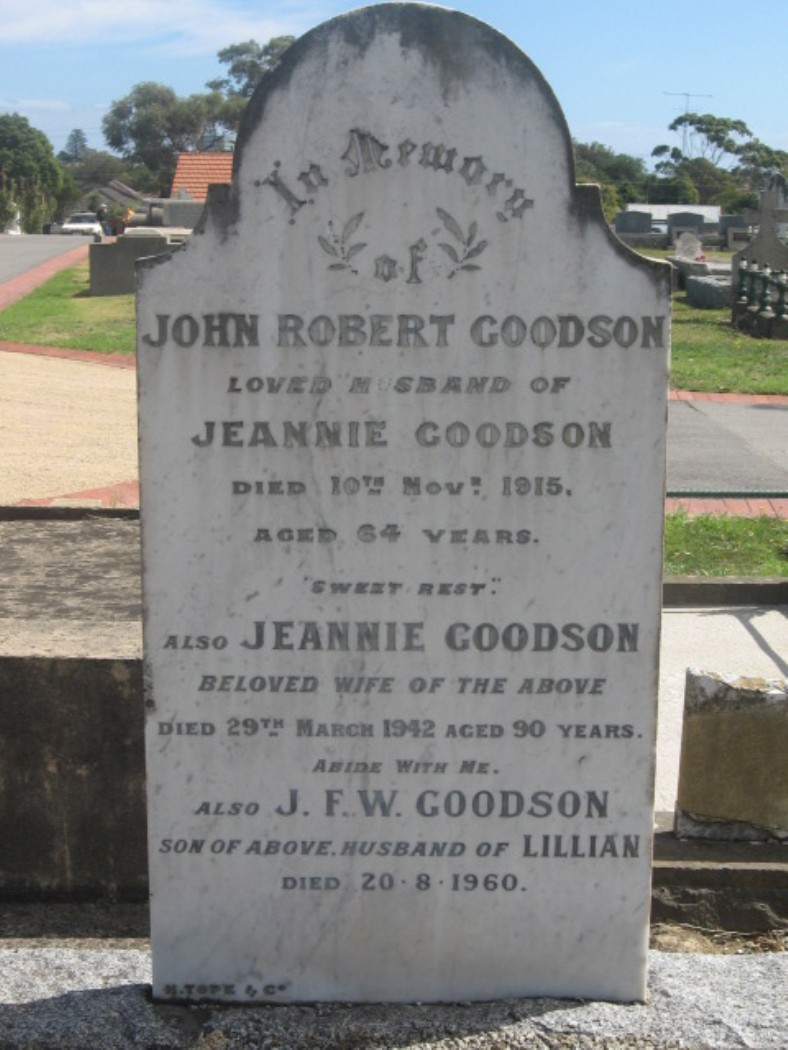 In Memory
of
JOHN ROBERT GOODSON
LOVED HUSBAND OF
JEANNIE GOODSON
DIED 10TH NOVR. 1915.
AGED 64 YEARS.
"SWEET REST."
ALSO JEANNIE GOODSON
BELOVED WIFE OF THE ABOVE
DIED 29TH MARCH 1942 AGED 90 YEARS.
ABIDE WITH ME.
ALSO J. F. W. GOODSON
SON OF ABOVE, HUSBAND OF LILLIAN
DIED 20·8·1960.
H. TOPE & Co